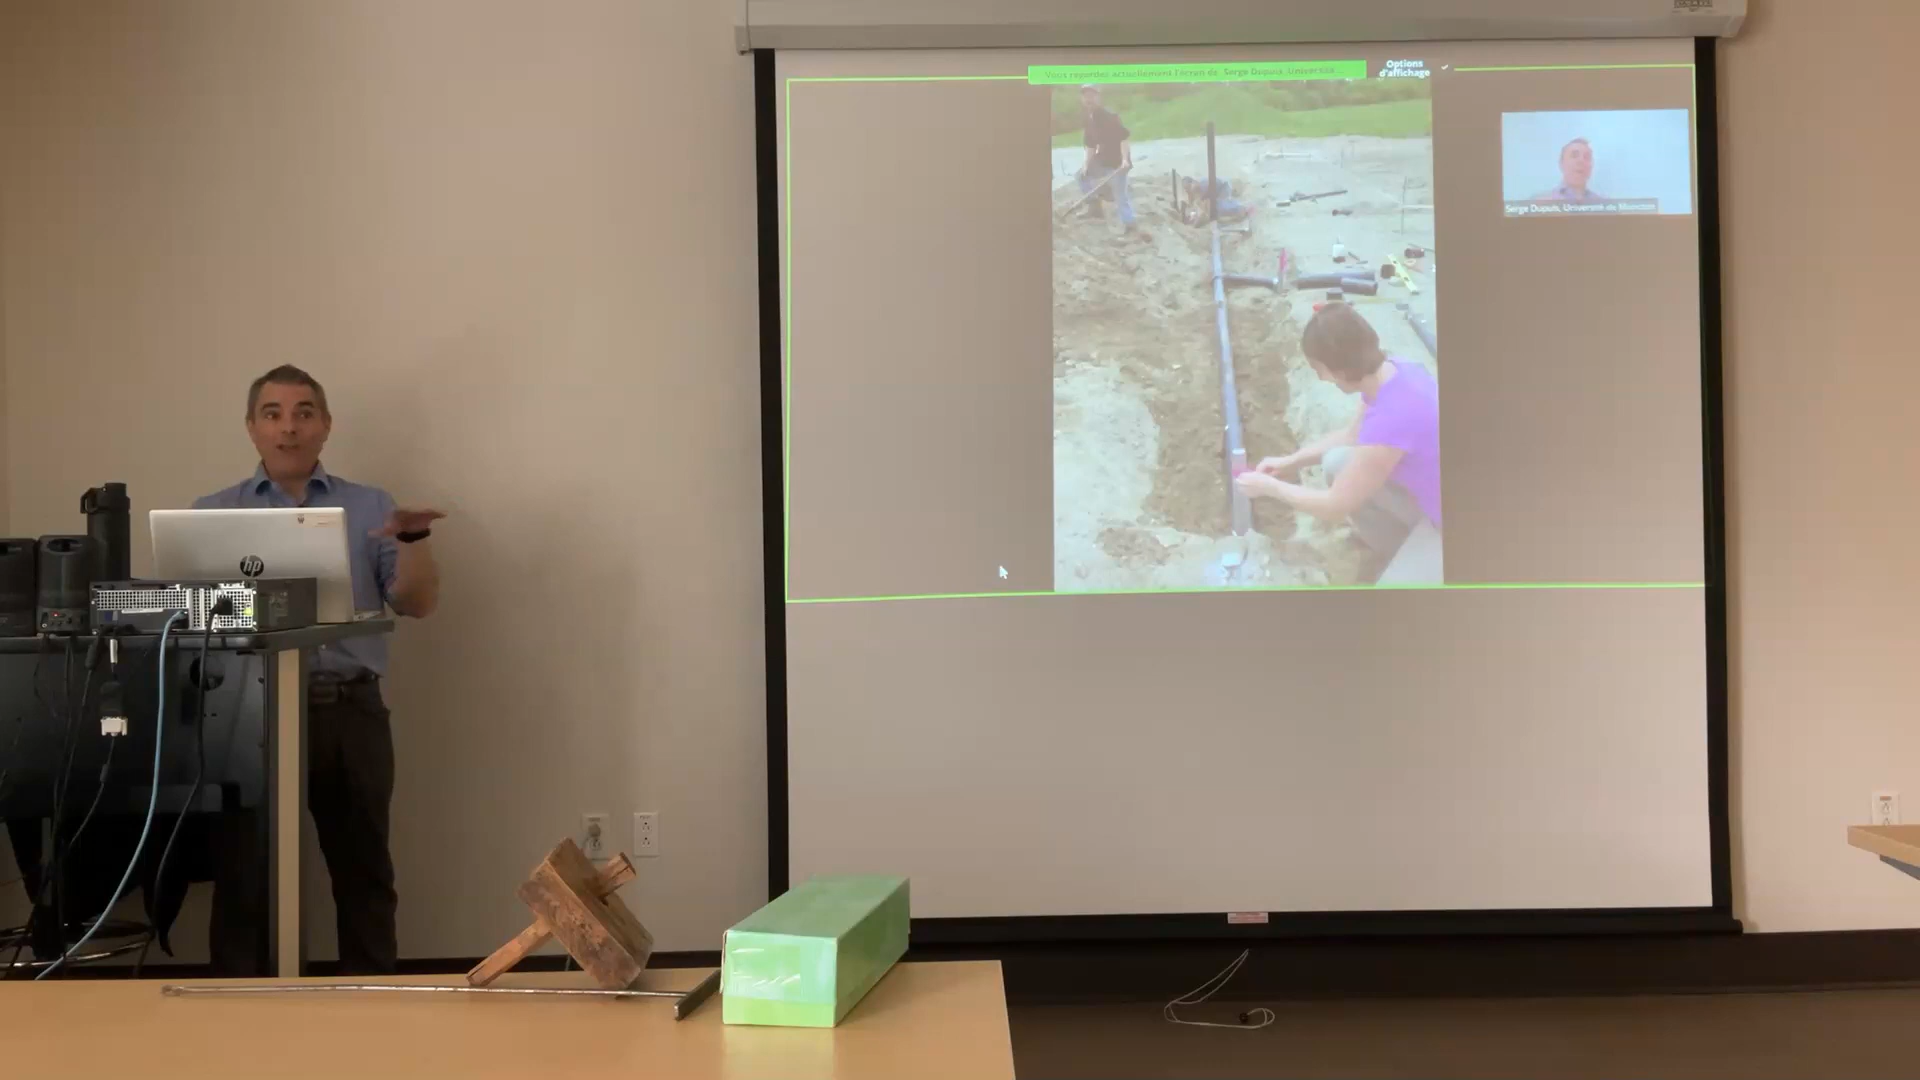 Vous regardez actuellement l'écran de Serge Dupuis, Université...
Options
d'affichage
Serge Dupuis, Université de Moncton
hp